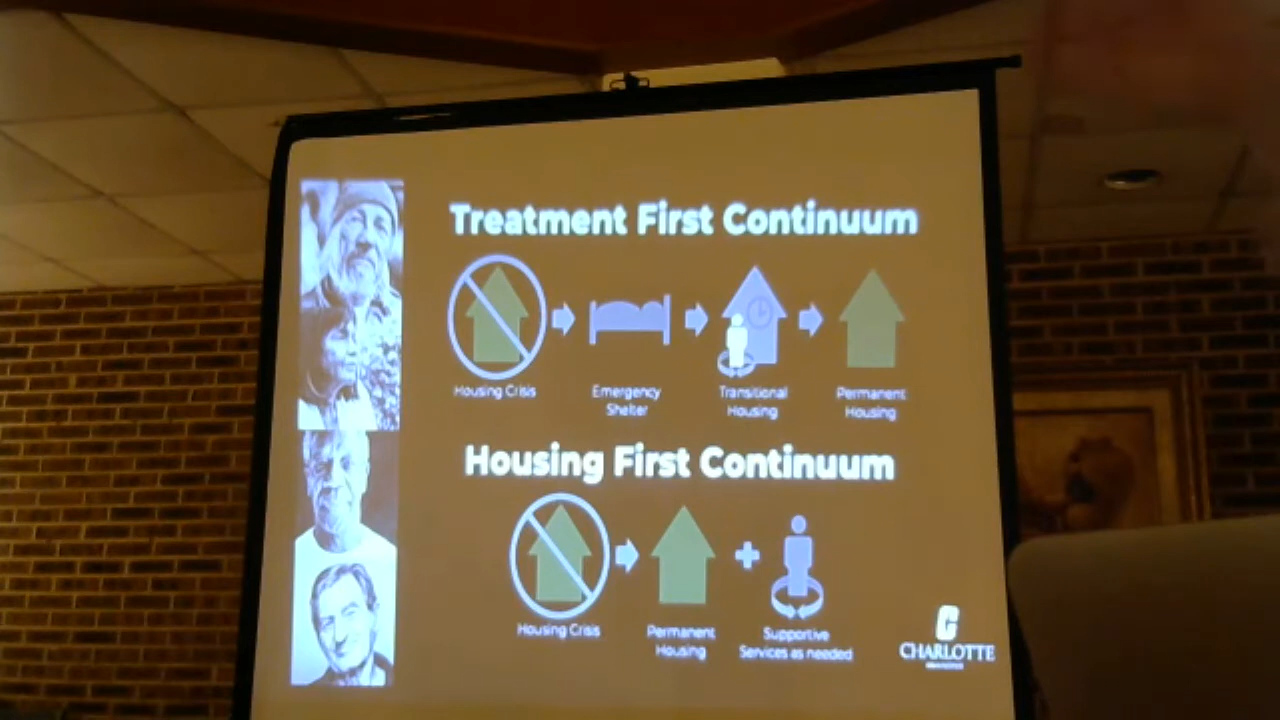 Treatment First Continuum
Housing Crisis
Emergency
Shelter
Transitional
Housing
Permanent
Housing
Housing First Continuum
Housing Crisis
Permanent
Housing
Supportive
Services as needed
C
CHARLOTTE